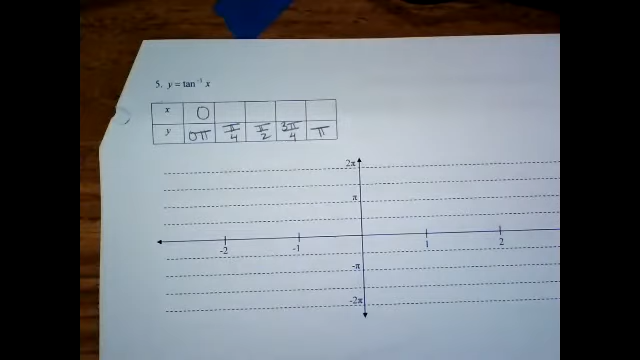 5. y = tan⁻¹ x
x 0
y 0π π/4 π/2 3π/4 π
2π
π
-2 -1 1 2
-π
-2π